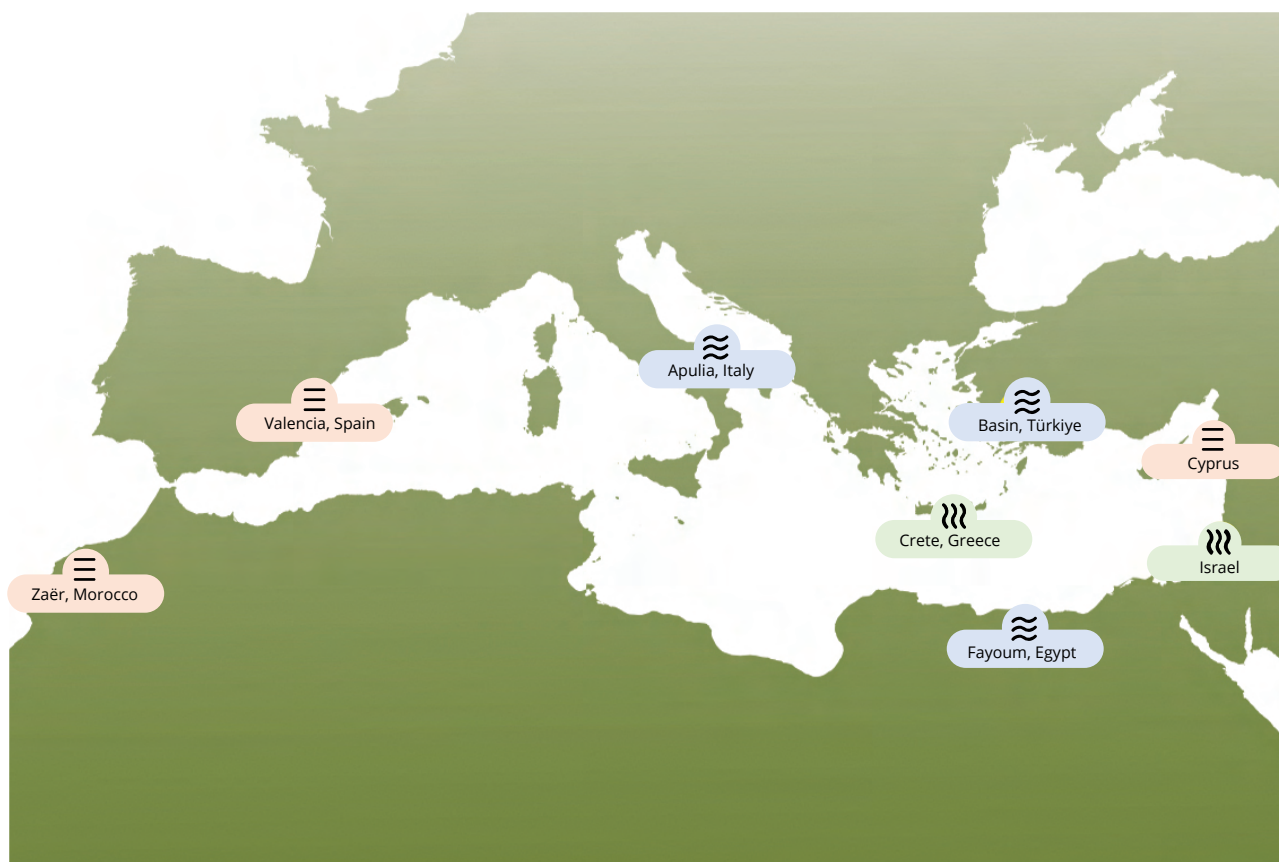 Apulia, Italy
Valencia, Spain
Basin, Türkiye
Cyprus
Crete, Greece
Israel
Zaër, Morocco
Fayoum, Egypt